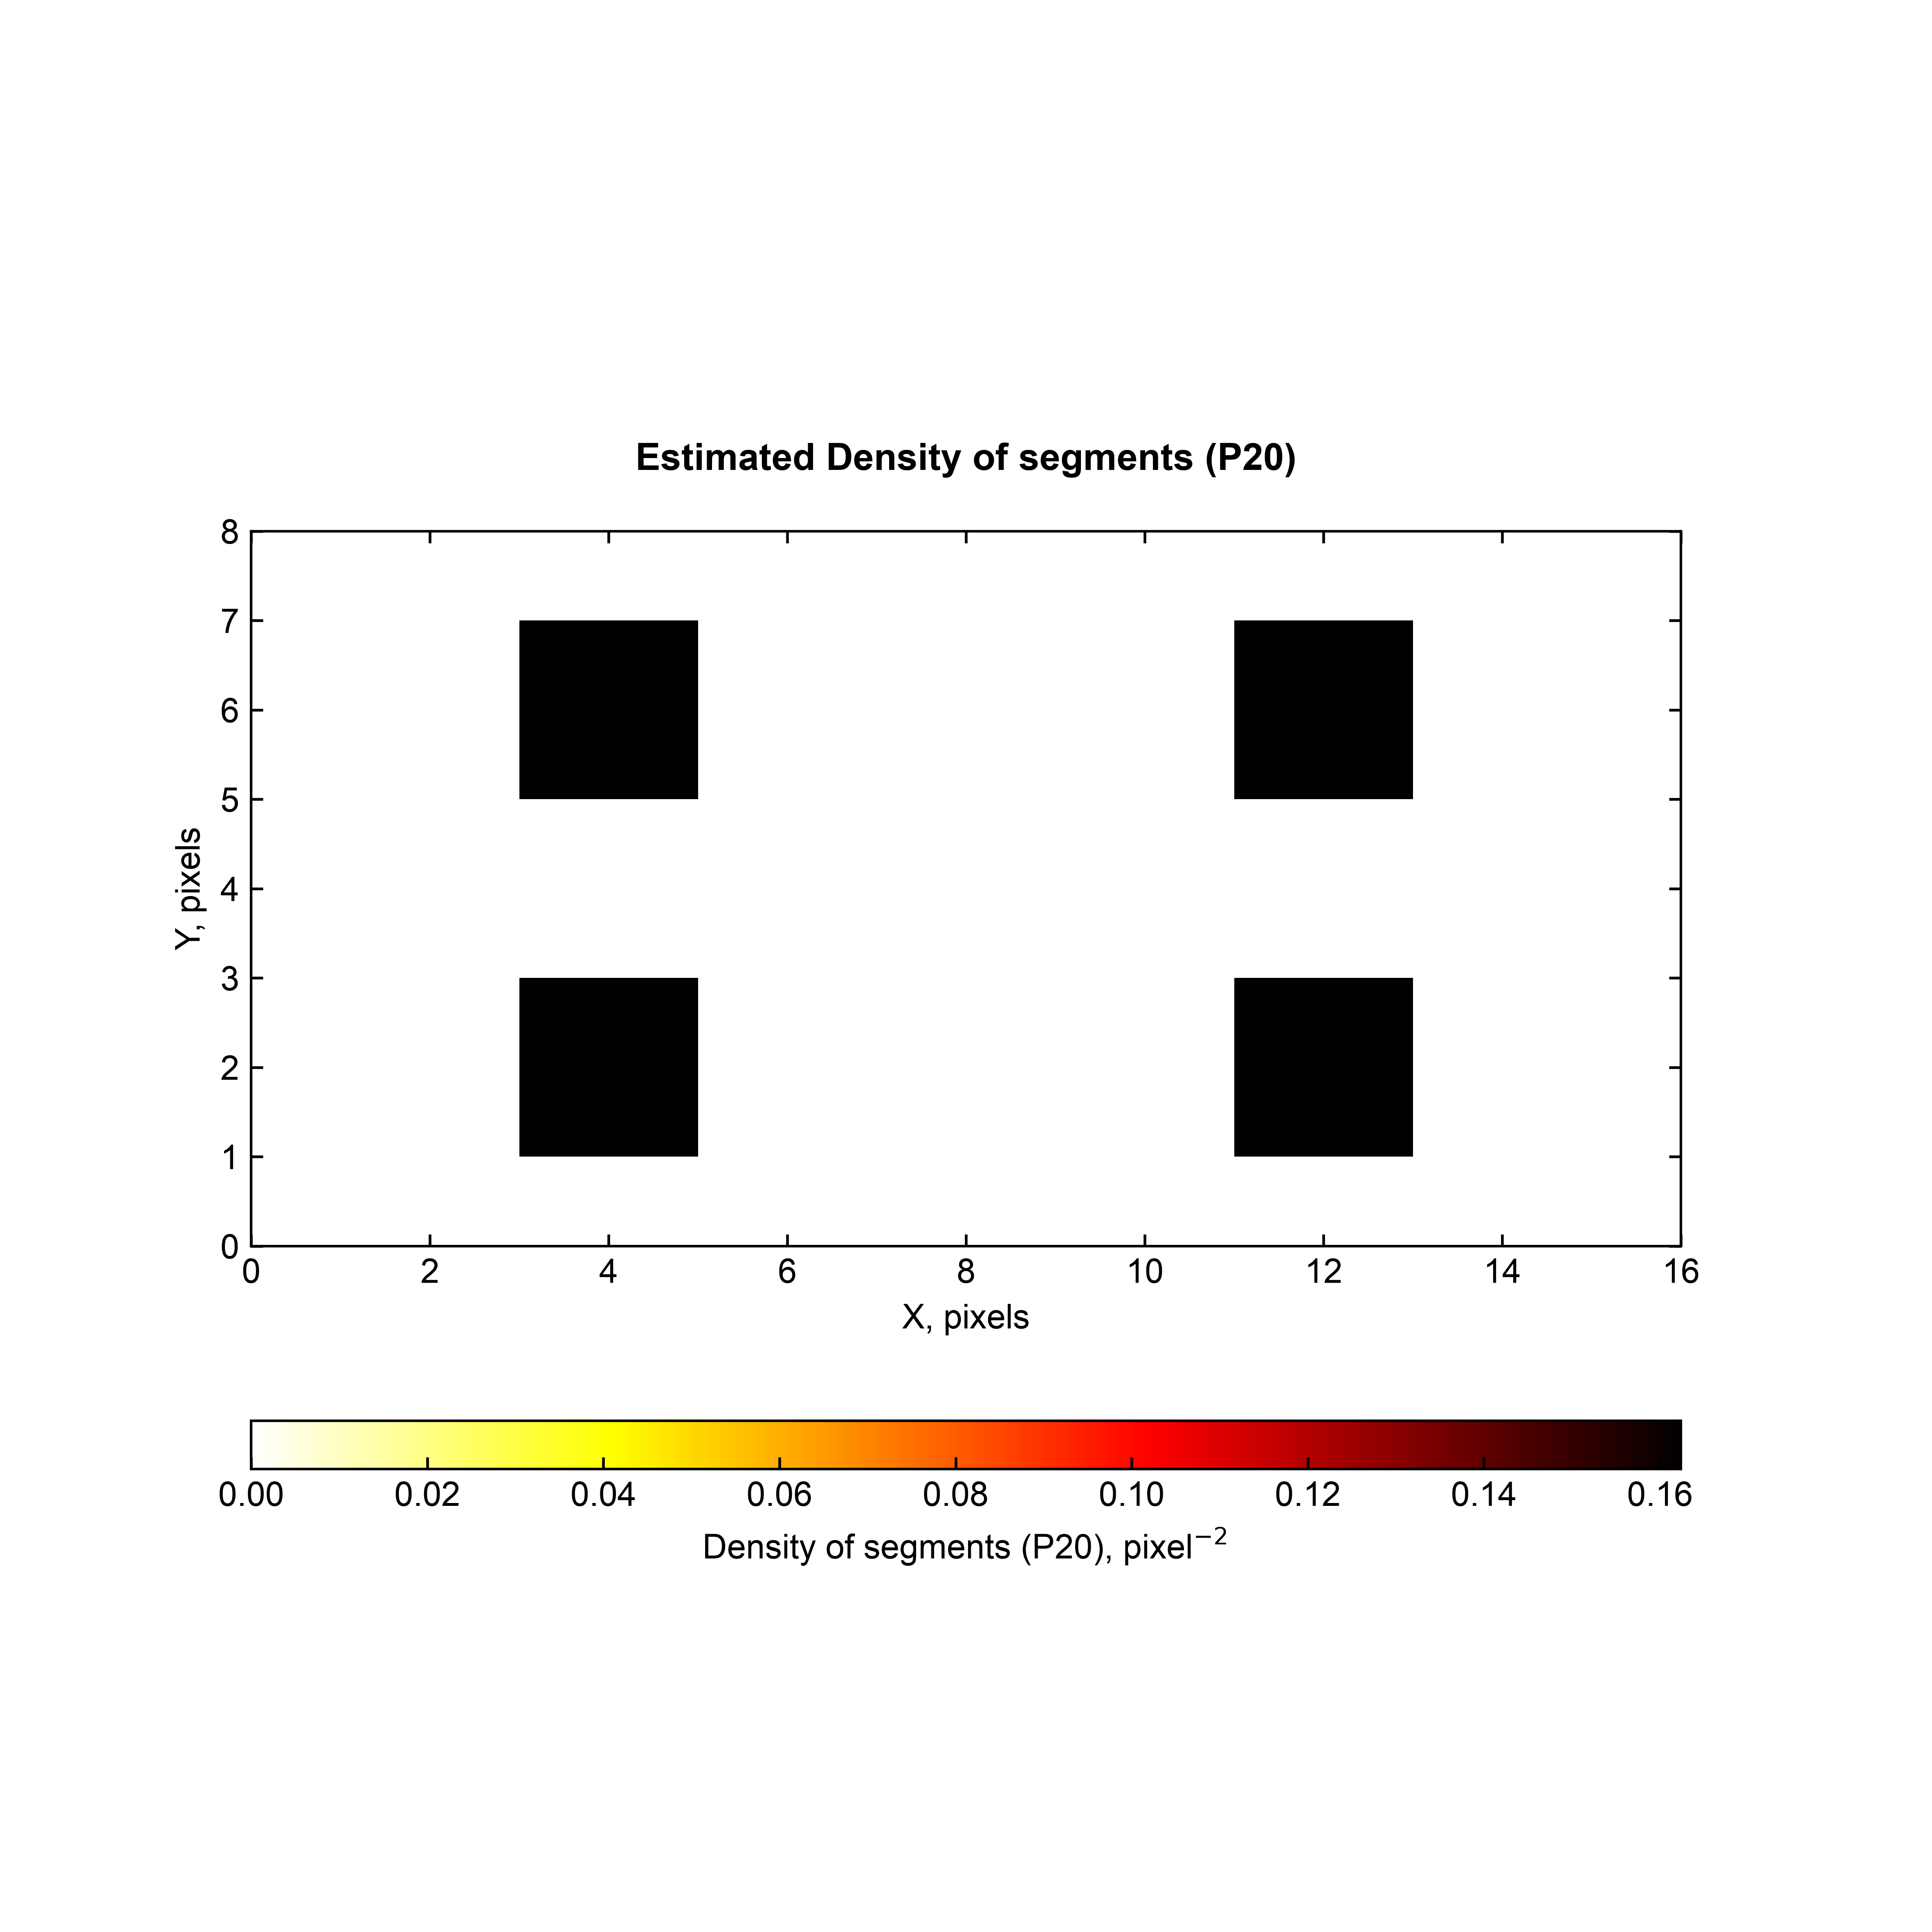 Estimated Density of segments (P20)
8
7
6
5
4
3
2
1
0
Y, pixels
0 2 4 6 8 10 12 14 16
X, pixels
0.00 0.02 0.04 0.06 0.08 0.10 0.12 0.14 0.16
Density of segments (P20), pixel⁻²